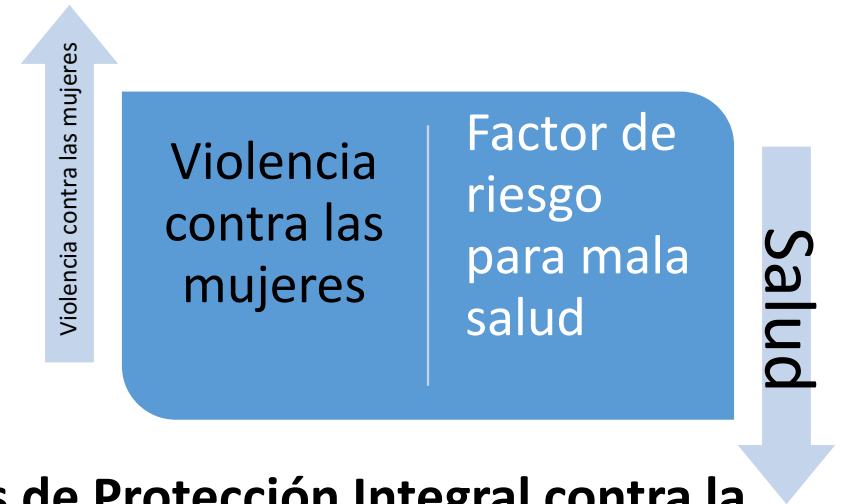 Violencia contra las mujeres
Violencia
contra las
mujeres
Factor de
riesgo
para mala
salud
Salud
de Protección Integral contra la